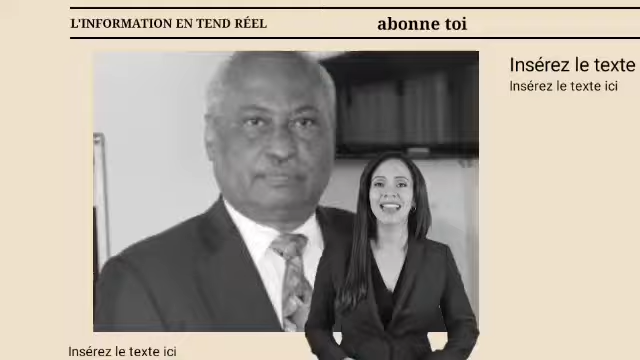 L'INFORMATION EN TEND RÉEL
abonne toi
Insérez le texte
Insérez le texte ici
Insérez le texte ici